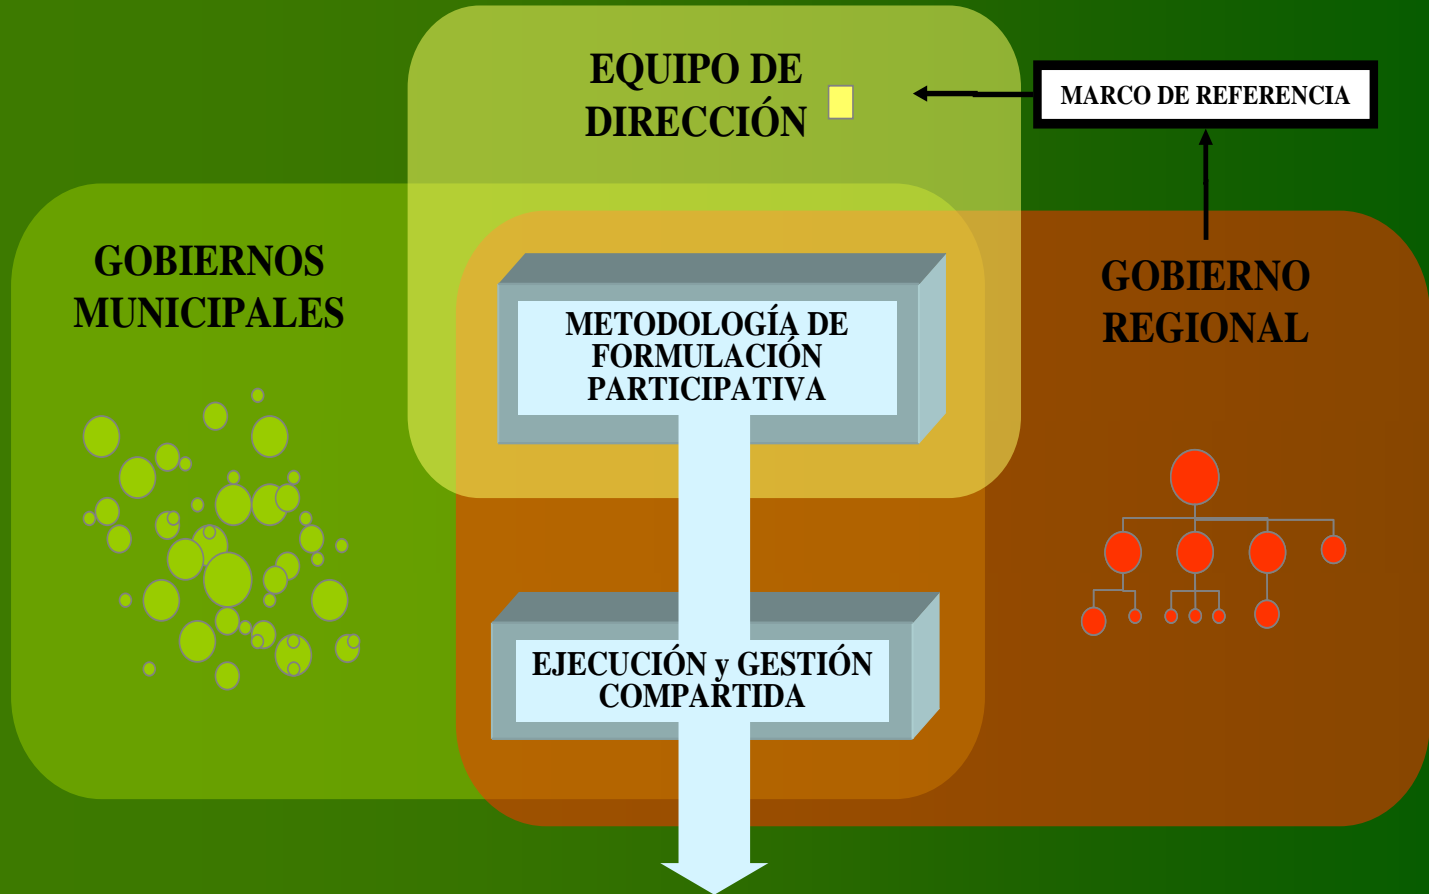 EQUIPO DE
DIRECCIÓN
MARCO DE REFERENCIA
GOBIERNOS
MUNICIPALES
GOBIERNO
REGIONAL
METODOLOGÍA DE
FORMULACIÓN
PARTICIPATIVA
EJECUCIÓN y GESTIÓN
COMPARTIDA